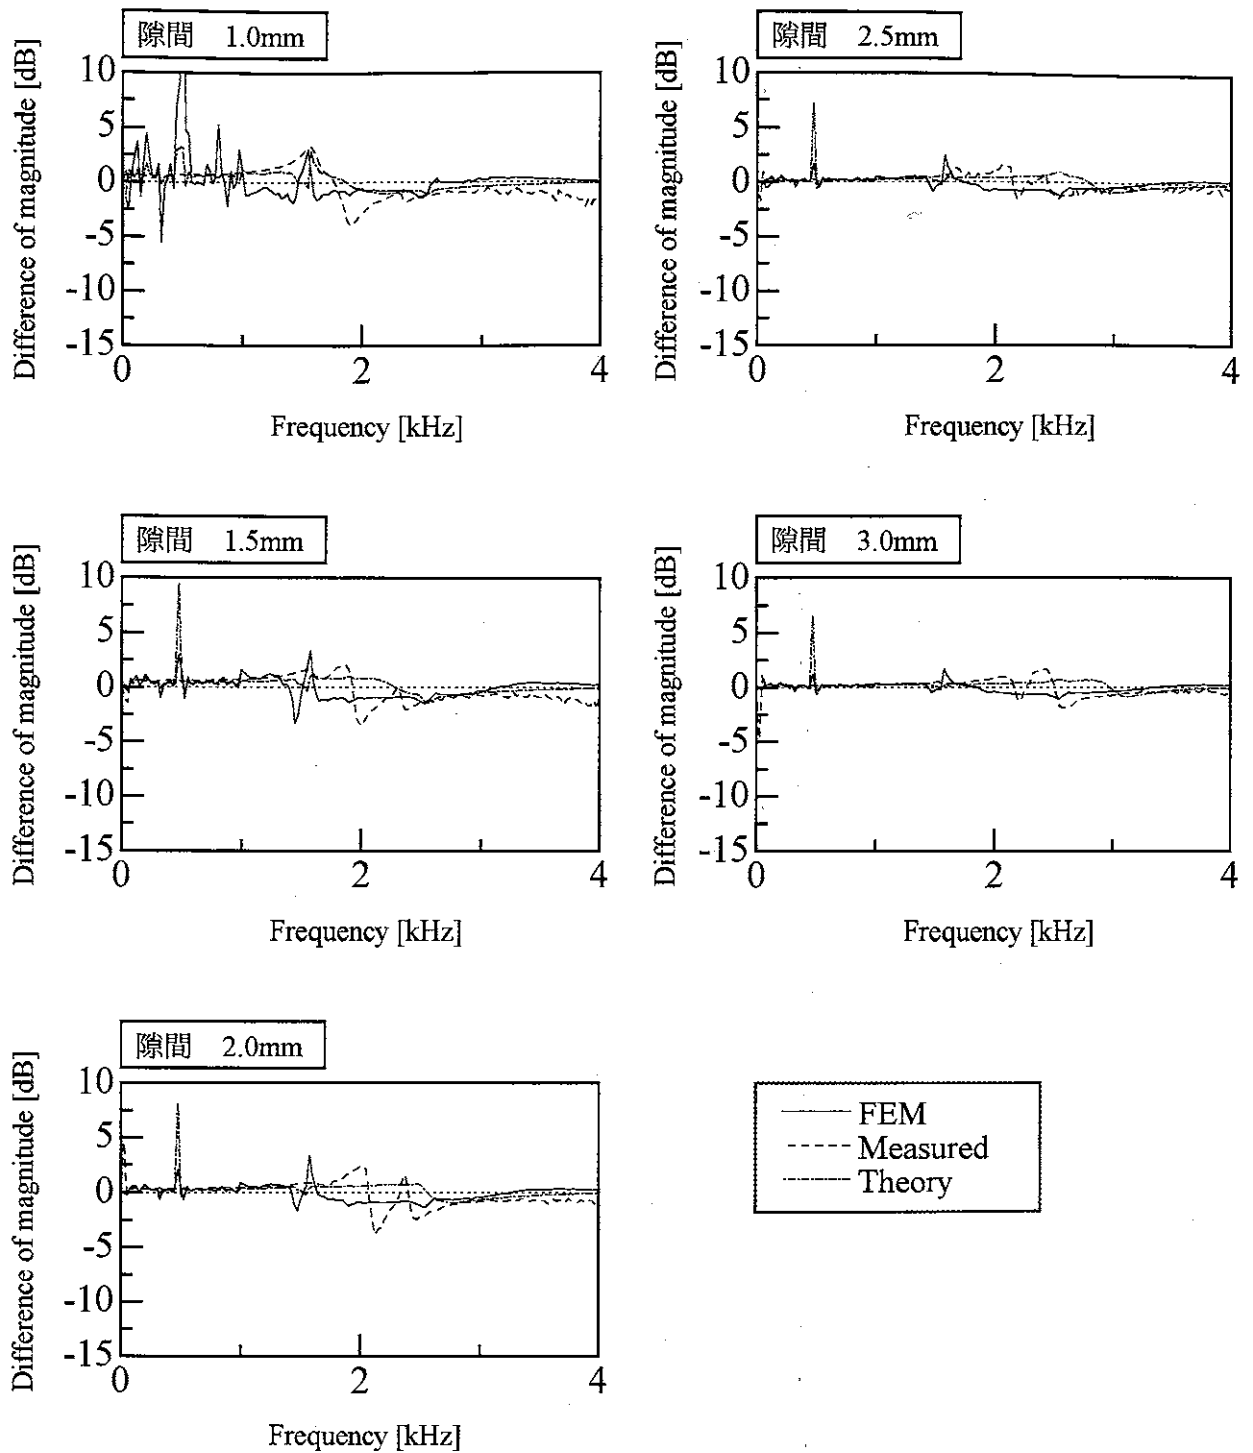 隙間 1.0mm
Difference of magnitude [dB]
10
5
0
-5
-10
-15
0 2 4
Frequency [kHz]
隙間 2.5mm
Difference of magnitude [dB]
10
5
0
-5
-10
-15
0 2 4
Frequency [kHz]
隙間 1.5mm
Difference of magnitude [dB]
10
5
0
-5
-10
-15
0 2 4
Frequency [kHz]
隙間 3.0mm
Difference of magnitude [dB]
10
5
0
-5
-10
-15
0 2 4
Frequency [kHz]
隙間 2.0mm
Difference of magnitude [dB]
10
5
0
-5
-10
-15
0 2 4
Frequency [kHz]
FEM
Measured
Theory